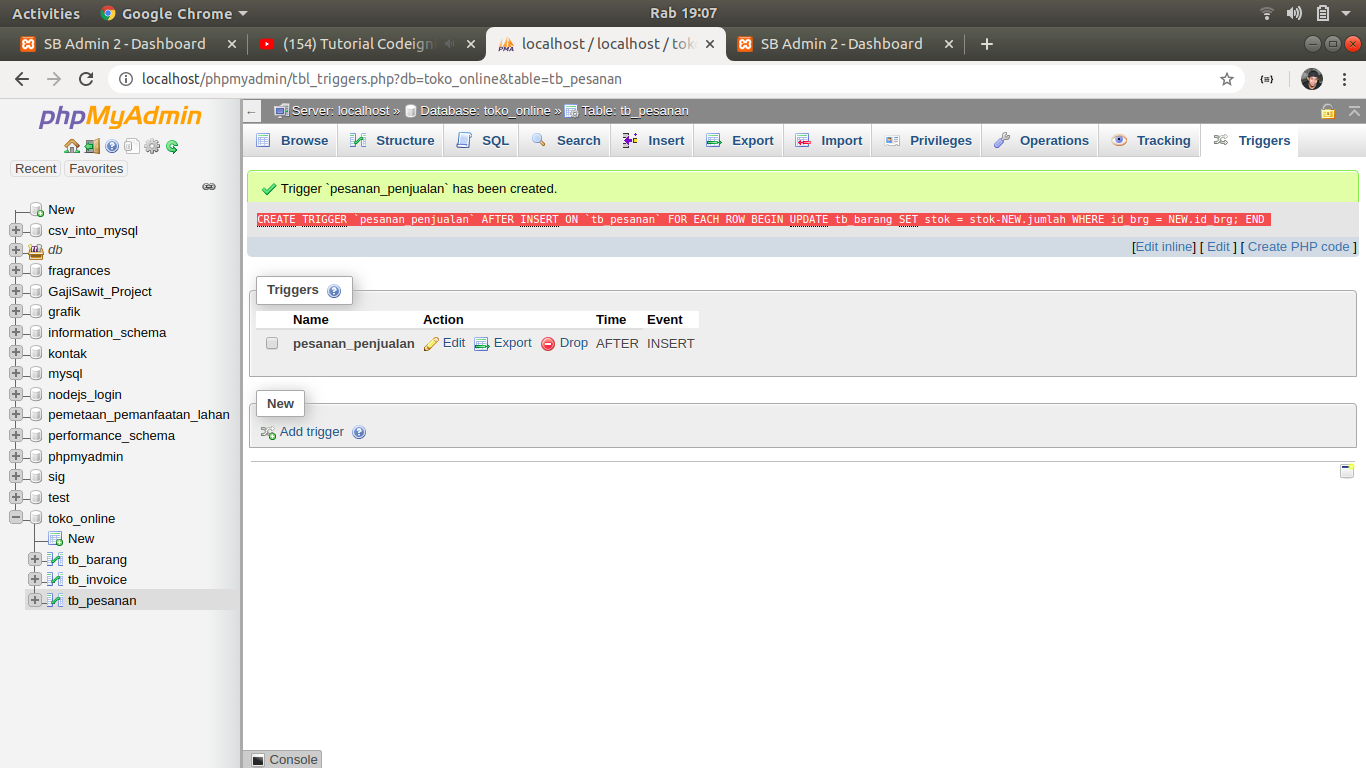 Activities
Google Chrome
Rab 19:07
SB Admin 2 - Dashboard
(154) Tutorial Codeign
localhost / localhost / tok
SB Admin 2 - Dashboard
localhost/phpmyadmin/tbl_triggers.php?db=toko_online&table=tb_pesanan
phpMyAdmin
Recent
Favorites
New
csv_into_mysql
db
fragrances
GajiSawit_Project
grafik
information_schema
kontak
mysql
nodejs_login
pemetaan_pemanfaatan_lahan
performance_schema
phpmyadmin
sig
test
toko_online
New
tb_barang
tb_invoice
tb_pesanan
Server: localhost » Database: toko_online » Table: tb_pesanan
Browse Structure SQL Search Insert Export Import Privileges Operations Tracking Triggers
Trigger `pesanan_penjualan` has been created.
CREATE TRIGGER `pesanan_penjualan` AFTER INSERT ON `tb_pesanan` FOR EACH ROW BEGIN UPDATE tb_barang SET stok = stok-NEW.jumlah WHERE id_brg = NEW.id_brg; END
[Edit inline] [ Edit ] [ Create PHP code ]
Triggers
Name Action Time Event
pesanan_penjualan Edit Export Drop AFTER INSERT
New
Add trigger
Console